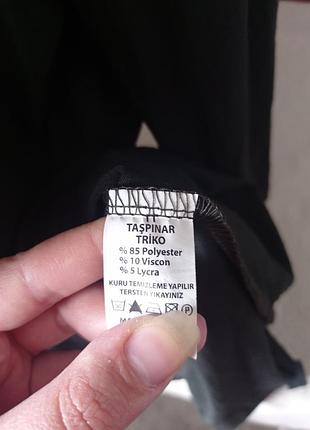 TAŞPINAR
TRİKO
% 85 Polyester
% 10 Viscon
% 5 Lycra
KURU TEMİZLEME YAPILIR
TERSTEN YIKAYINIZ
P